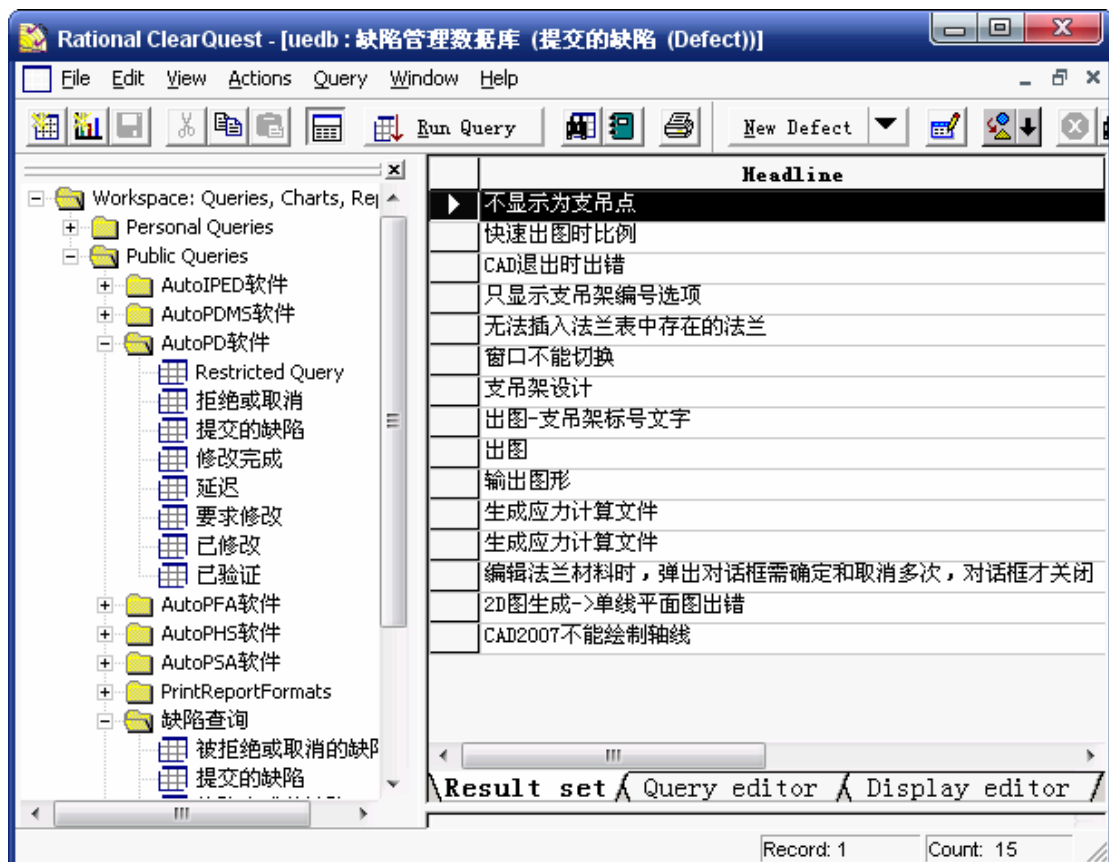 Rational ClearQuest - [uedb : 缺陷管理数据库 (提交的缺陷 (Defect))]
File Edit View Actions Query Window Help
Run Query New Defect
Workspace: Queries, Charts, Re
Personal Queries
Public Queries
AutoIPED软件
AutoPDMS软件
AutoPD软件
Restricted Query
拒绝或取消
提交的缺陷
修改完成
延迟
要求修改
已修改
已验证
AutoPFA软件
AutoPHS软件
AutoPSA软件
PrintReportFormats
缺陷查询
被拒绝或取消的缺
提交的缺陷
Headline
不显示为支吊点
快速出图时比例
CAD退出时出错
只显示支吊架编号选项
无法插入法兰表中存在的法兰
窗口不能切换
支吊架设计
出图-支吊架标号文字
出图
输出图形
生成应力计算文件
生成应力计算文件
编辑法兰材料时，弹出对话框需确定和取消多次，对话框才关闭
2D图生成->单线平面图出错
CAD2007不能绘制轴线
Result set Query editor Display editor
Record: 1 Count: 15